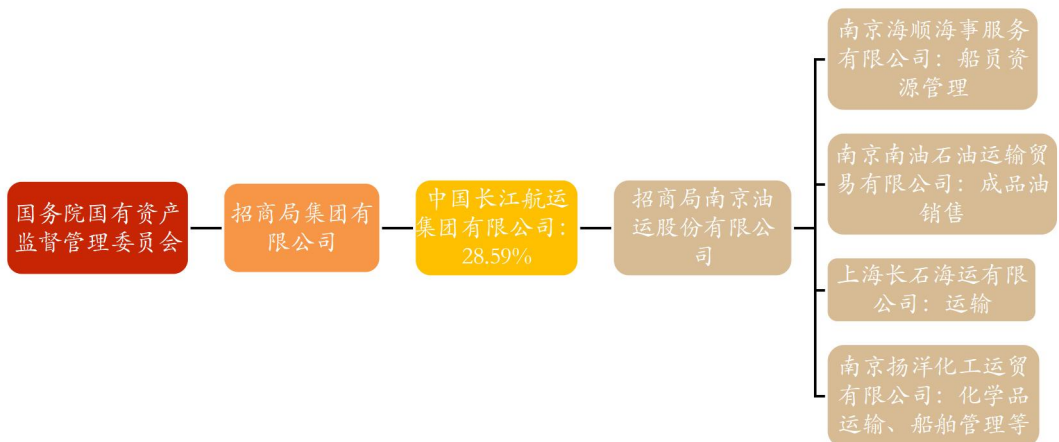 国务院国有资产
监督管理委员会
招商局集团有
限公司
中国长江航运
集团有限公司：
28.59%
招商局南京油
运股份有限公
司
南京海顺海事服务
有限公司：船员资
源管理
南京南油石油运输贸
易有限公司：成品油
销售
上海长石海运有限
公司：运输
南京扬洋化工运贸
有限公司：化学品
运输、船舶管理等